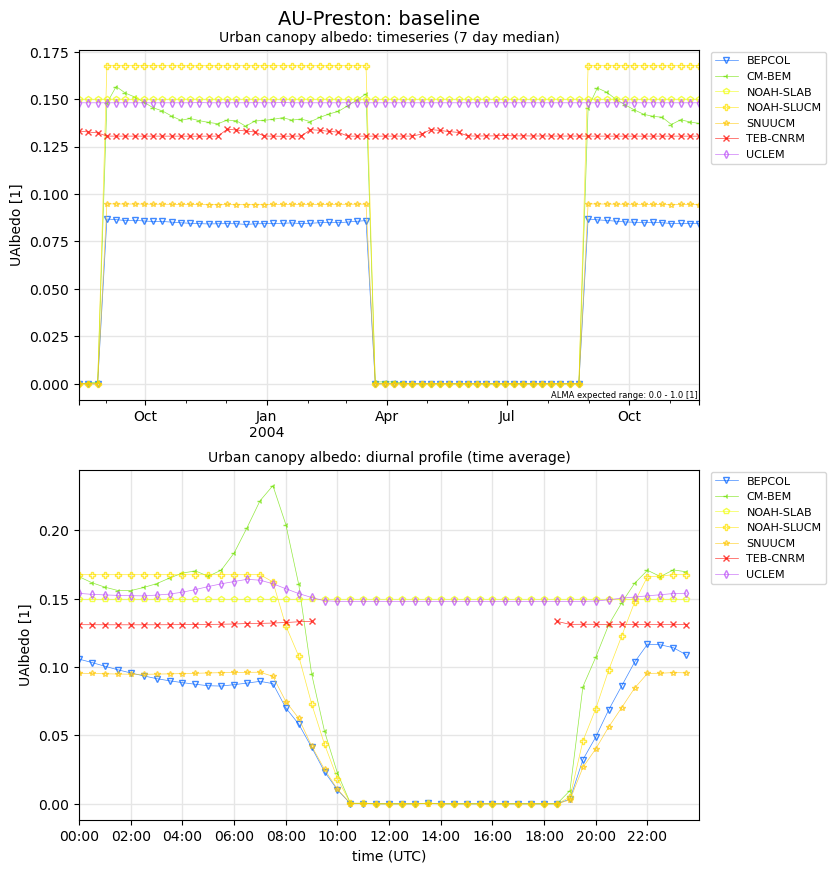 AU-Preston: baseline
Urban canopy albedo: timeseries (7 day median)
UAlbedo [1]
0.175
0.150
0.125
0.100
0.075
0.050
0.025
0.000
ALMA expected range: 0.0 - 1.0 [1]
Oct
Jan
2004
Apr
Jul
Oct
BEPCOL
CM-BEM
NOAH-SLAB
NOAH-SLUCM
SNUUCM
TEB-CNRM
UCLEM
Urban canopy albedo: diurnal profile (time average)
UAlbedo [1]
0.20
0.15
0.10
0.05
0.00
00:00
02:00
04:00
06:00
08:00
10:00
12:00
14:00
16:00
18:00
20:00
22:00
time (UTC)
BEPCOL
CM-BEM
NOAH-SLAB
NOAH-SLUCM
SNUUCM
TEB-CNRM
UCLEM